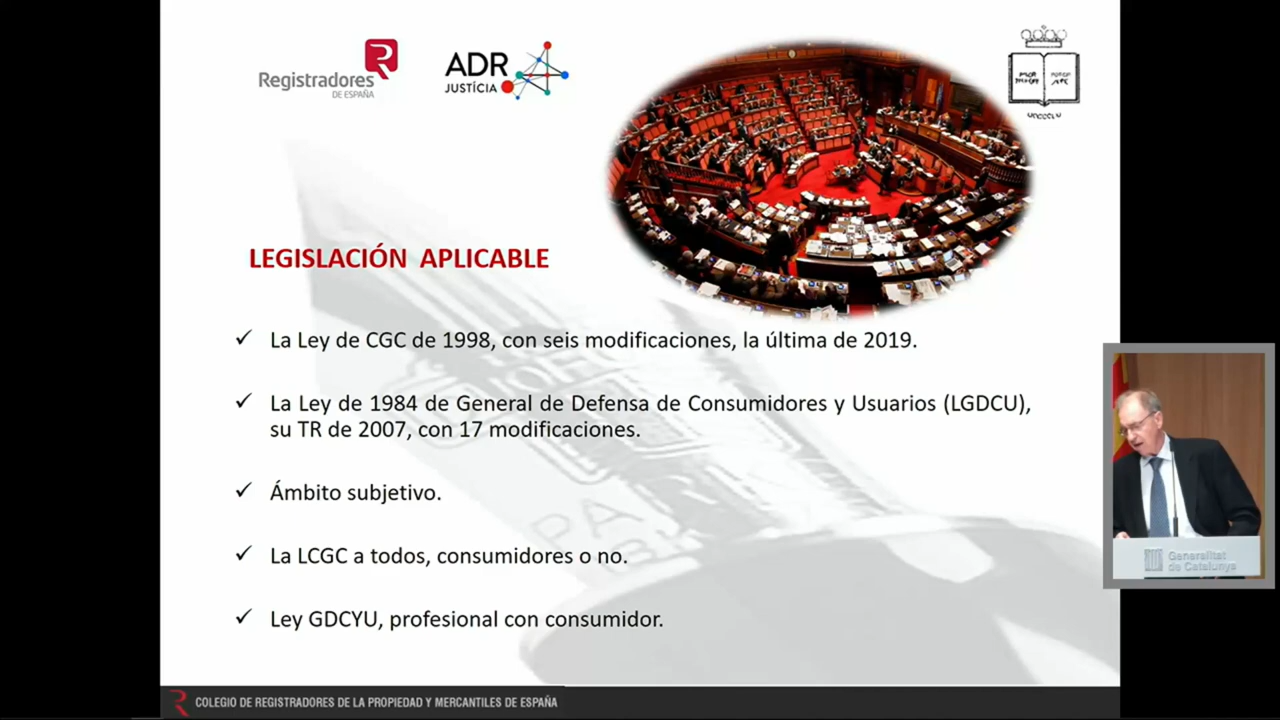 Registradores
DE ESPAÑA
ADR
JUSTÍCIA
LEGISLACIÓN APLICABLE
La Ley de CGC de 1998, con seis modificaciones, la última de 2019.
La Ley de 1984 de General de Defensa de Consumidores y Usuarios (LGDCU),
su TR de 2007, con 17 modificaciones.
Ámbito subjetivo.
La LCGC a todos, consumidores o no.
Ley GDCYU, profesional con consumidor.
Generalitat
de Catalunya
COLEGIO DE REGISTRADORES DE LA PROPIEDAD Y MERCANTILES DE ESPAÑA